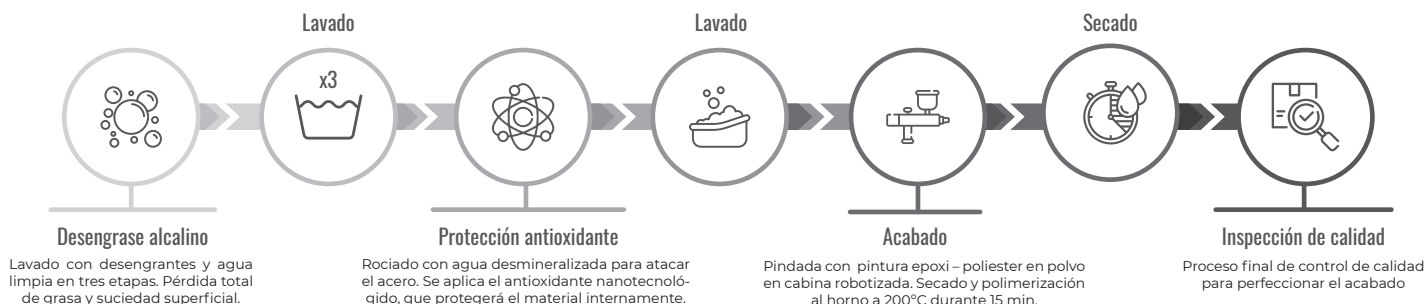 Lavado
Lavado
Secado
x3
Desengrase alcalino
Lavado con desengrantes y agua
limpia en tres etapas. Pérdida total
de grasa y suciedad superficial.
Protección antioxidante
Rociado con agua desmineralizada para atacar
el acero. Se aplica el antioxidante nanotecnoló-
gido, que protegerá el material internamente.
Acabado
Pindada con pintura epoxi – poliester en polvo
en cabina robotizada. Secado y polimerización
al horno a 200°C durante 15 min.
Inspección de calidad
Proceso final de control de calidad
para perfeccionar el acabado